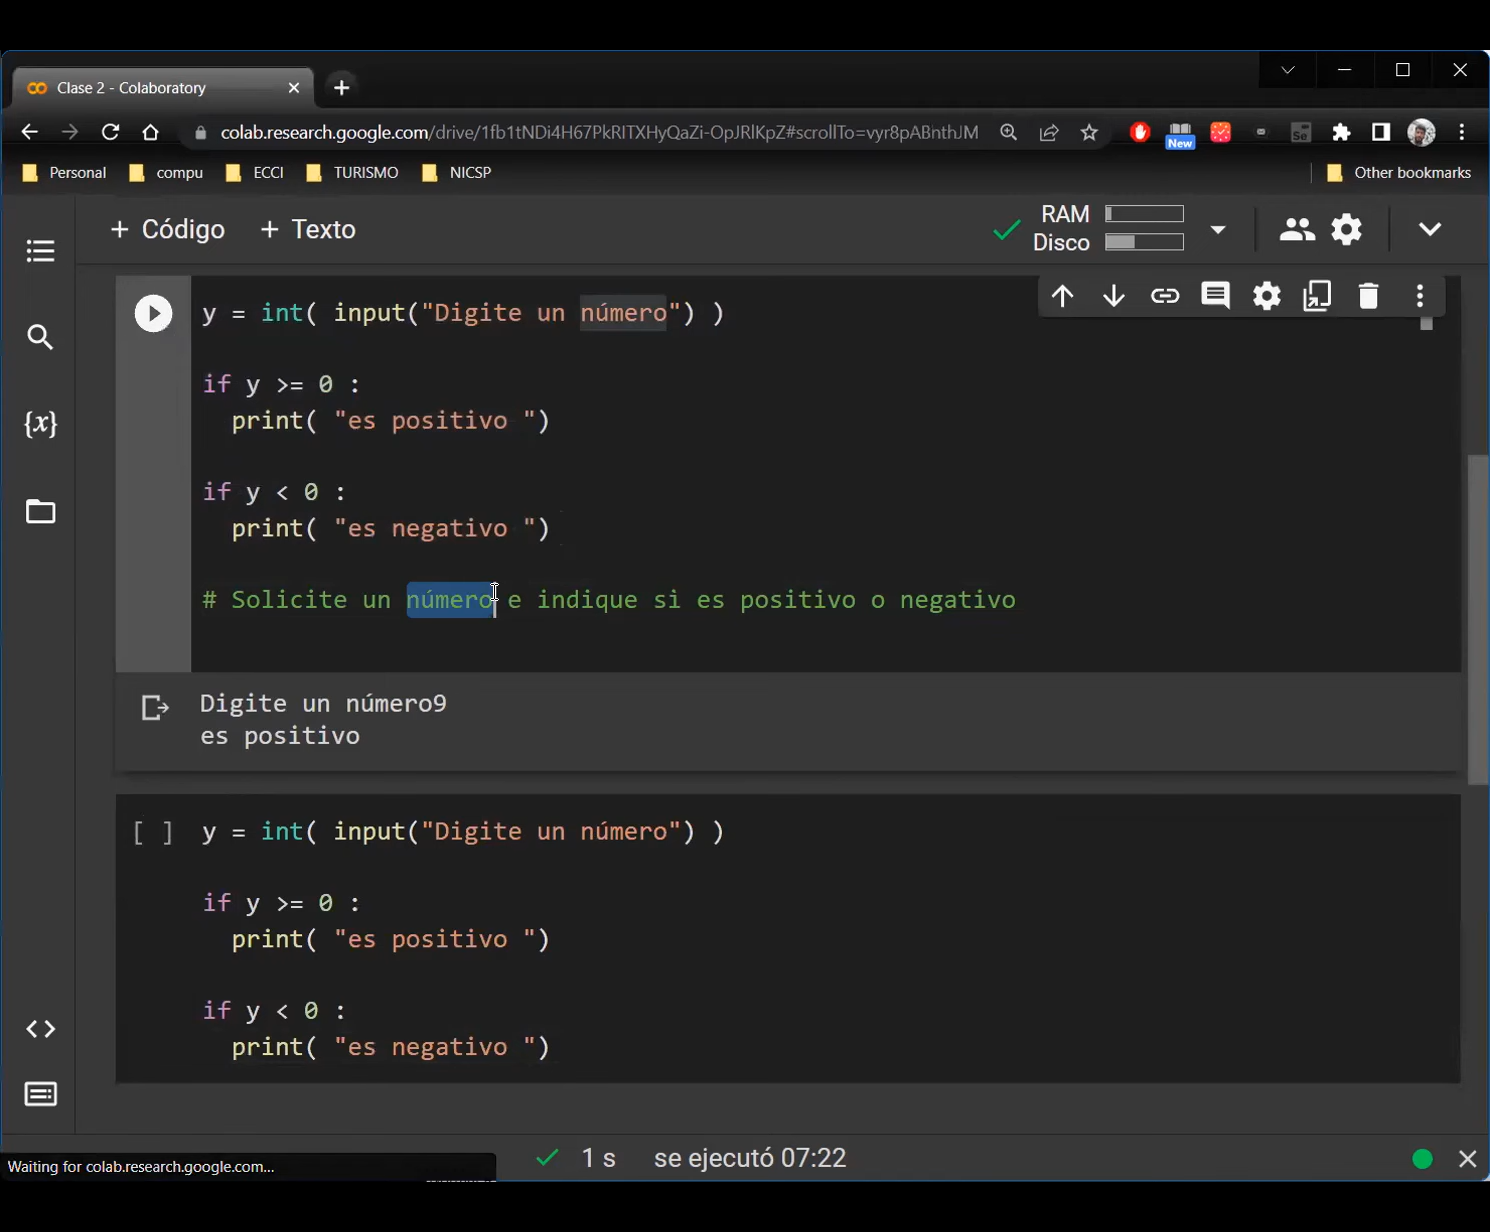 Clase 2 - Colaboratory
colab.research.google.com/drive/1fb1tNDi4H67PkRITXHyQaZi-OpJRlKpZ#scrollTo=vyr8pABnthJM
New
Se
Personal compu ECCI TURISMO NICSP Other bookmarks
+ Código + Texto
RAM
Disco
y = int( input("Digite un número") )
if y >= 0 :
print( "es positivo ")
if y < 0 :
print( "es negativo ")
# Solicite un número e indique si es positivo o negativo
Digite un número9
es positivo
[ ] y = int( input("Digite un número") )
if y >= 0 :
print( "es positivo ")
if y < 0 :
print( "es negativo ")
{x}
<>
Waiting for colab.research.google.com...
1 s se ejecutó 07:22